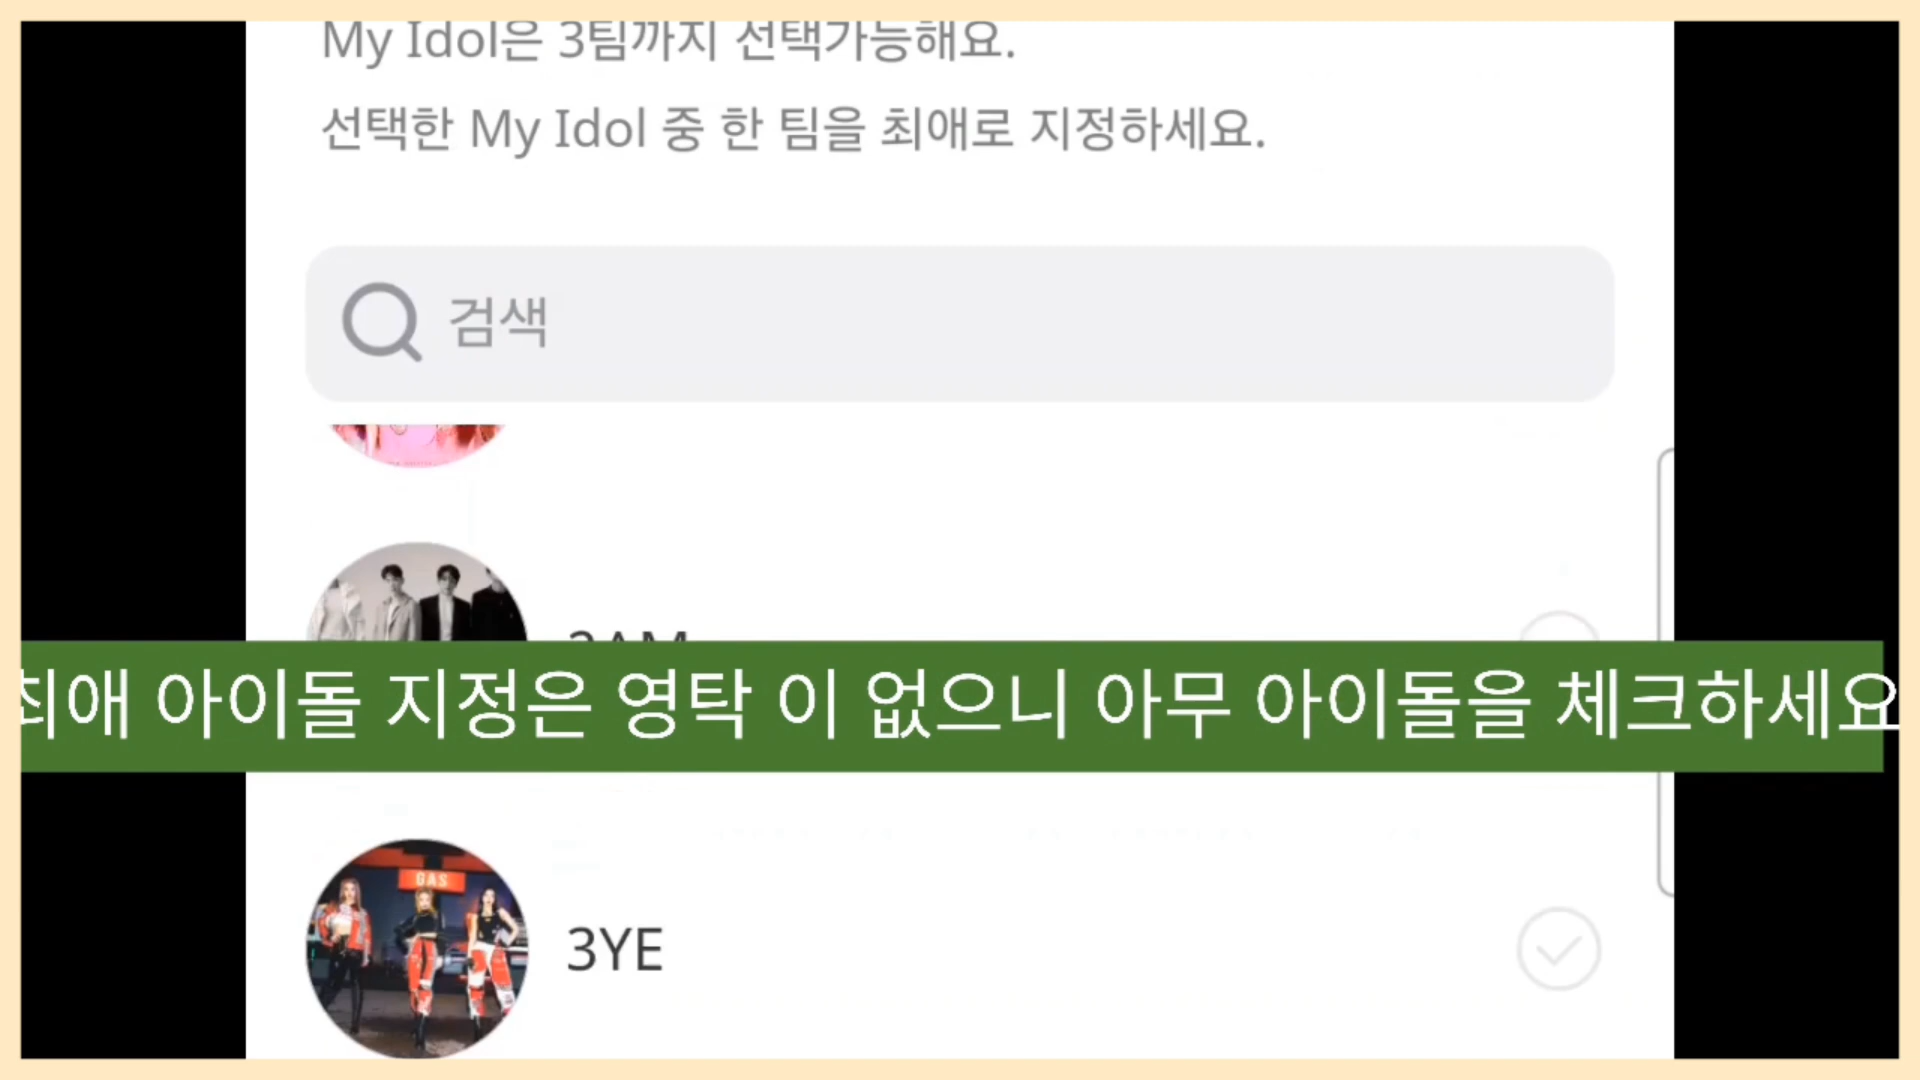 My Idol은 3팀까지 선택가능해요.
선택한 My Idol 중 한 팀을 최애로 지정하세요.
검색
최애 아이돌 지정은 영탁 이 없으니 아무 아이돌을 체크하세요
GAS
3YE